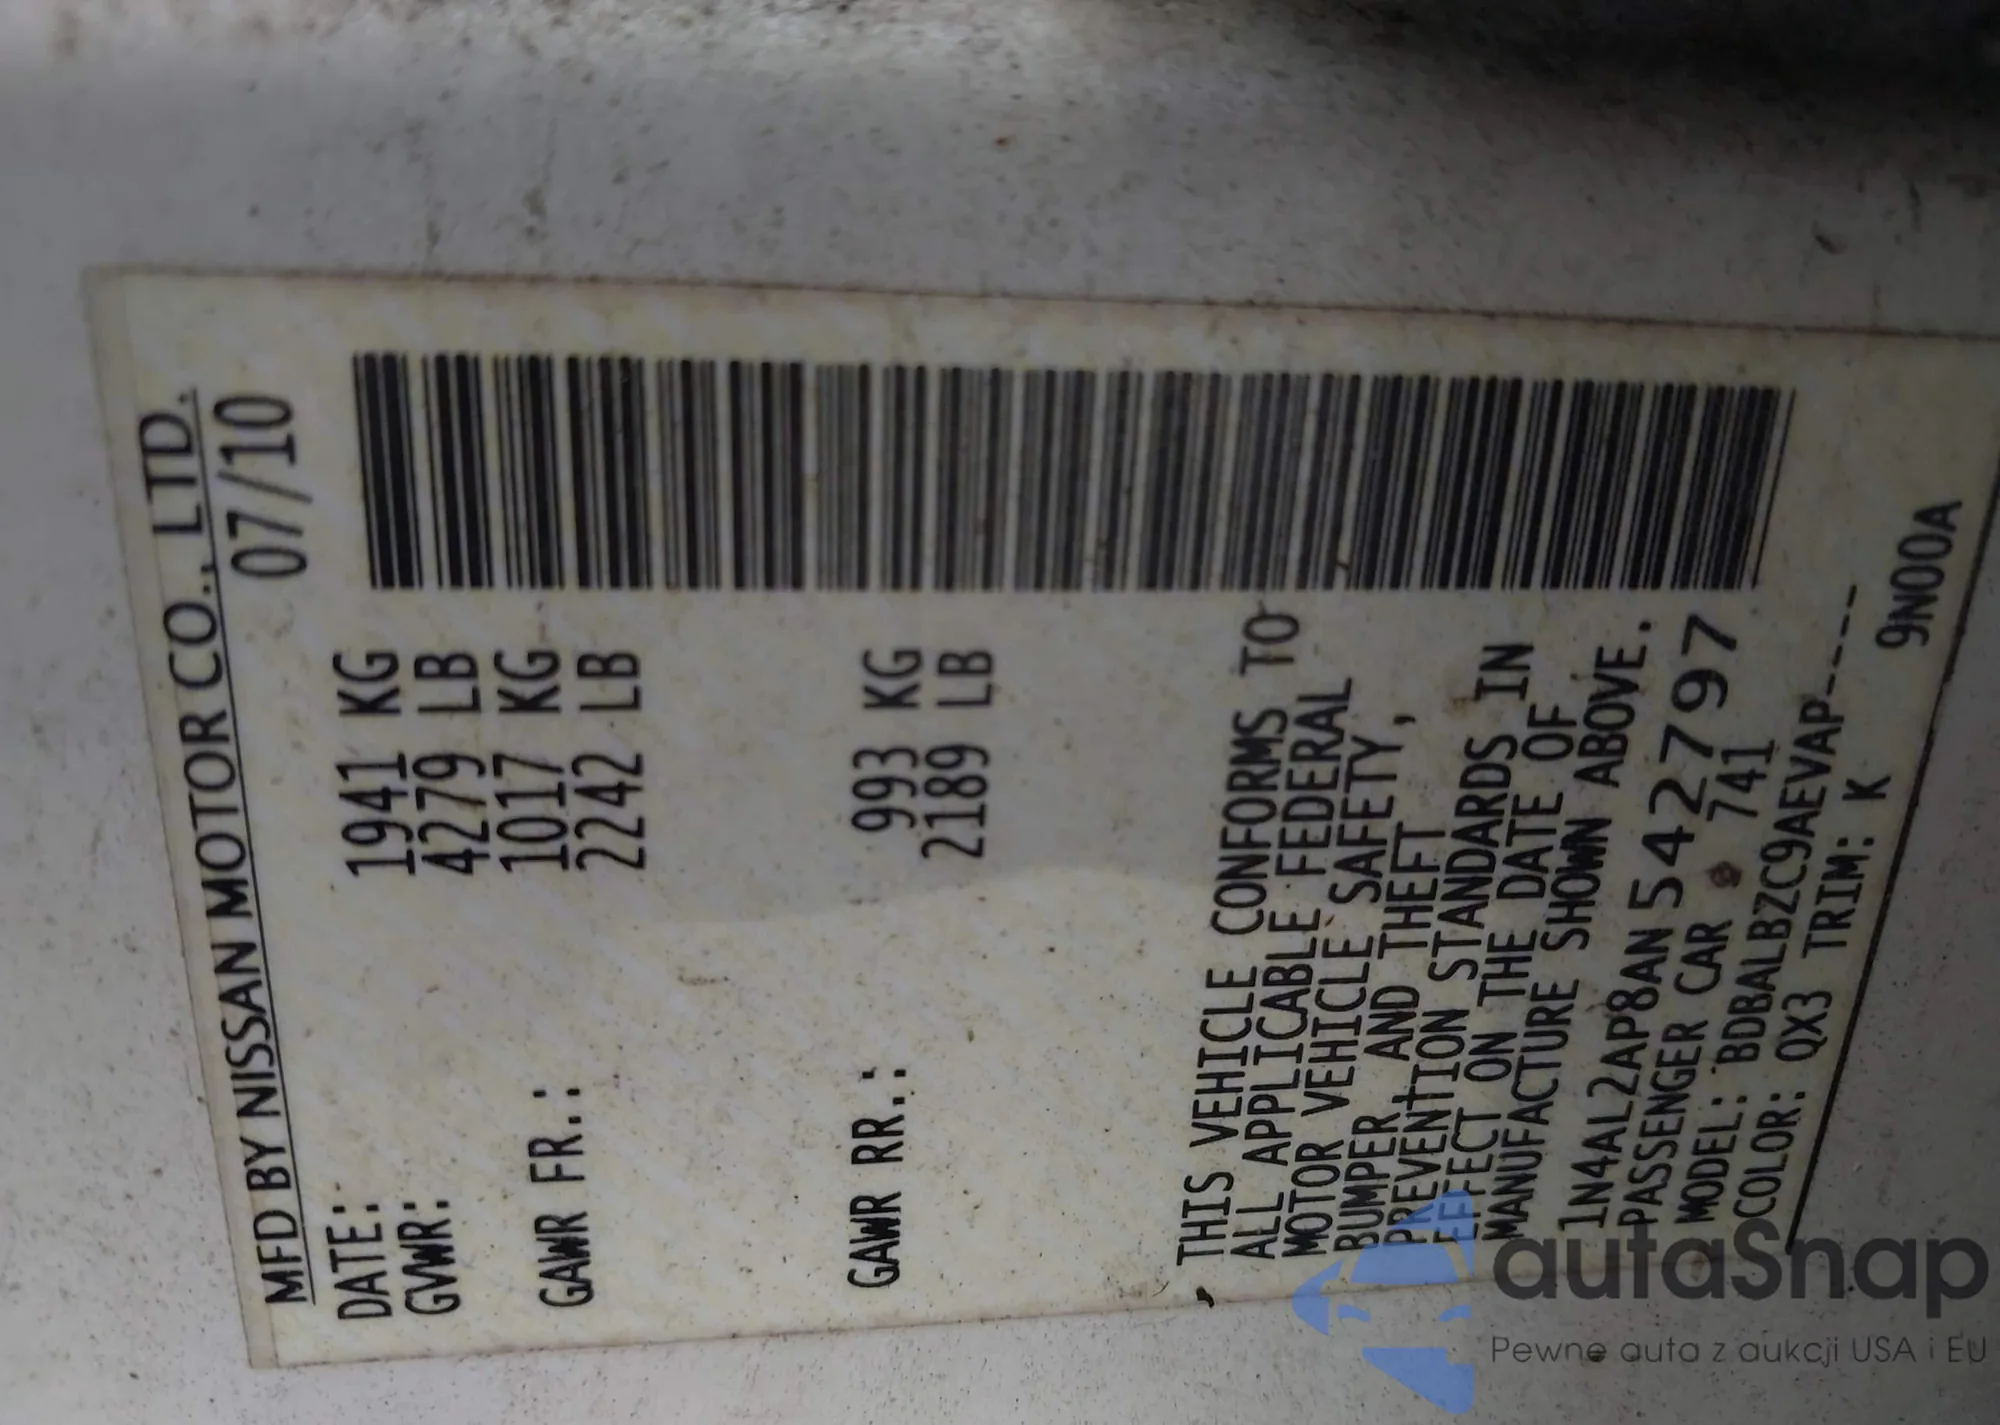 MFD BY NISSAN MOTOR CO., LTD.
DATE: 07/10
GVWR: 1941 KG
4279 LB
GAWR FR.: 1017 KG
2242 LB
GAWR RR.: 993 KG
2189 LB
THIS VEHICLE CONFORMS TO
ALL APPLICABLE FEDERAL
MOTOR VEHICLE SAFETY,
BUMPER, AND THEFT
PREVENTION STANDARDS IN
EFFECT ON THE DATE OF
MANUFACTURE SHOWN ABOVE.
1N4AL2AP8AN542797
PASSENGER CAR 741
MODEL: BDBALBZC9AEVAP----
COLOR: QX3 TRIM: K
9N00A
autaSnap
Pewne auta z aukcji USA i EU